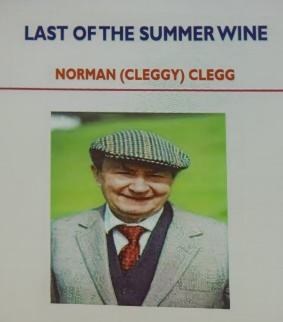 LAST OF THE SUMMER WINE
NORMAN (CLEGGY) CLEGG